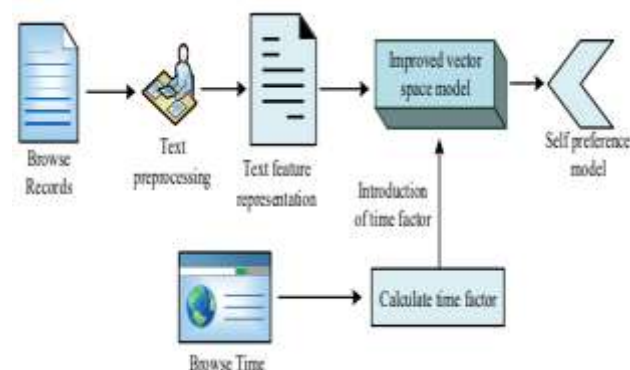 Browse
Records
Text
preprocessing
Text feature
representation
Improved vector
space model
Self preference
model
Introduction
of time factor
Browse Time
Calculate time factor